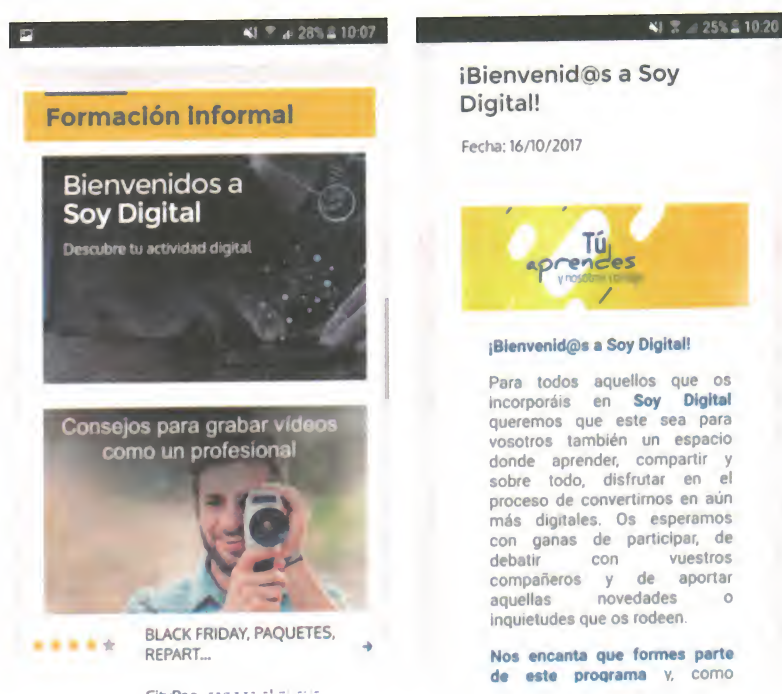 28% 10:07
Formación informal
Bienvenidos a
Soy Digital
Descubre tu actividad digital
Consejos para grabar vídeos
como un profesional
BLACK FRIDAY, PAQUETES,
REPART...
25% 10:20
¡Bienvenid@s a Soy
Digital!
Fecha: 16/10/2017
Tú
aprendes
y nosotros contigo
¡Bienvenid@s a Soy Digital!
Para todos aquellos que os
incorporáis en Soy Digital
queremos que este sea para
vosotros también un espacio
donde aprender, compartir y
sobre todo, disfrutar en el
proceso de convertirnos en aún
más digitales. Os esperamos
con ganas de participar, de
debatir con vuestros
compañeros y de aportar
aquellas novedades o
inquietudes que os rodeen.
Nos encanta que formes parte
de este programa y, como